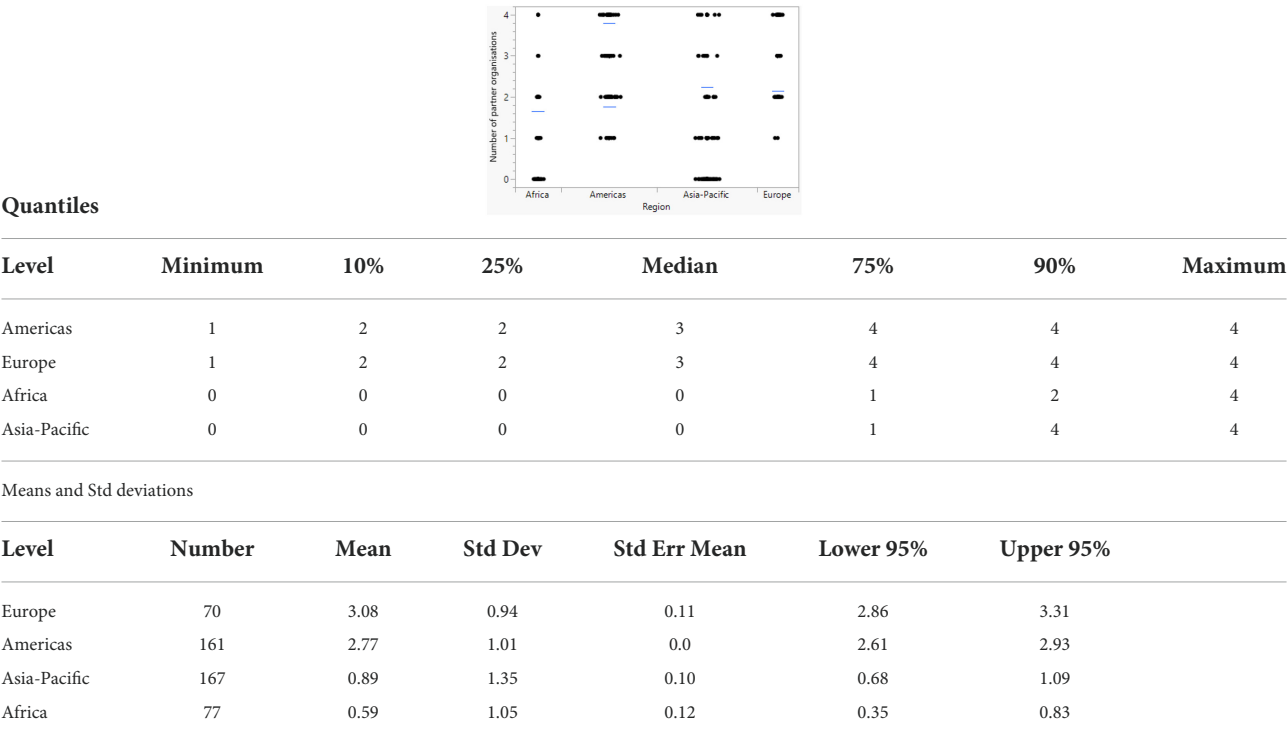 4
3
2
1
0
Number of partner organisations
Africa Americas Asia-Pacific Europe
Region
Quantiles
Level Minimum 10% 25% Median 75% 90% Maximum
Americas 1 2 2 3 4 4 4
Europe 1 2 2 3 4 4 4
Africa 0 0 0 0 1 2 4
Asia-Pacific 0 0 0 0 1 4 4
Means and Std deviations
Level Number Mean Std Dev Std Err Mean Lower 95% Upper 95%
Europe 70 3.08 0.94 0.11 2.86 3.31
Americas 161 2.77 1.01 0.0 2.61 2.93
Asia-Pacific 167 0.89 1.35 0.10 0.68 1.09
Africa 77 0.59 1.05 0.12 0.35 0.83